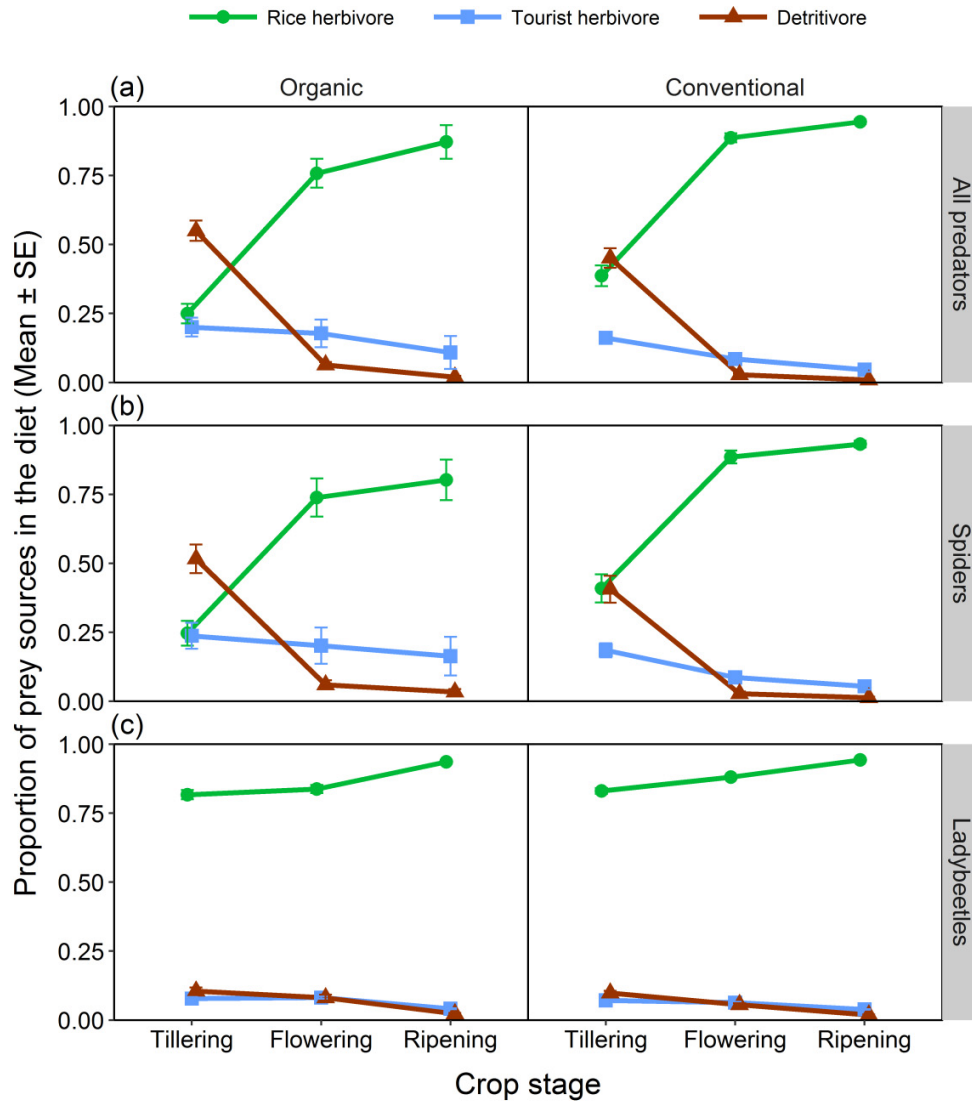 Rice herbivore Tourist herbivore Detritivore
(a) Organic Conventional
1.00
0.75
0.50
0.25
0.00
All predators
(b)
1.00
0.75
0.50
0.25
0.00
Spiders
(c)
1.00
0.75
0.50
0.25
0.00
Ladybeetles
Proportion of prey sources in the diet (Mean ± SE)
Tillering Flowering Ripening Tillering Flowering Ripening
Crop stage